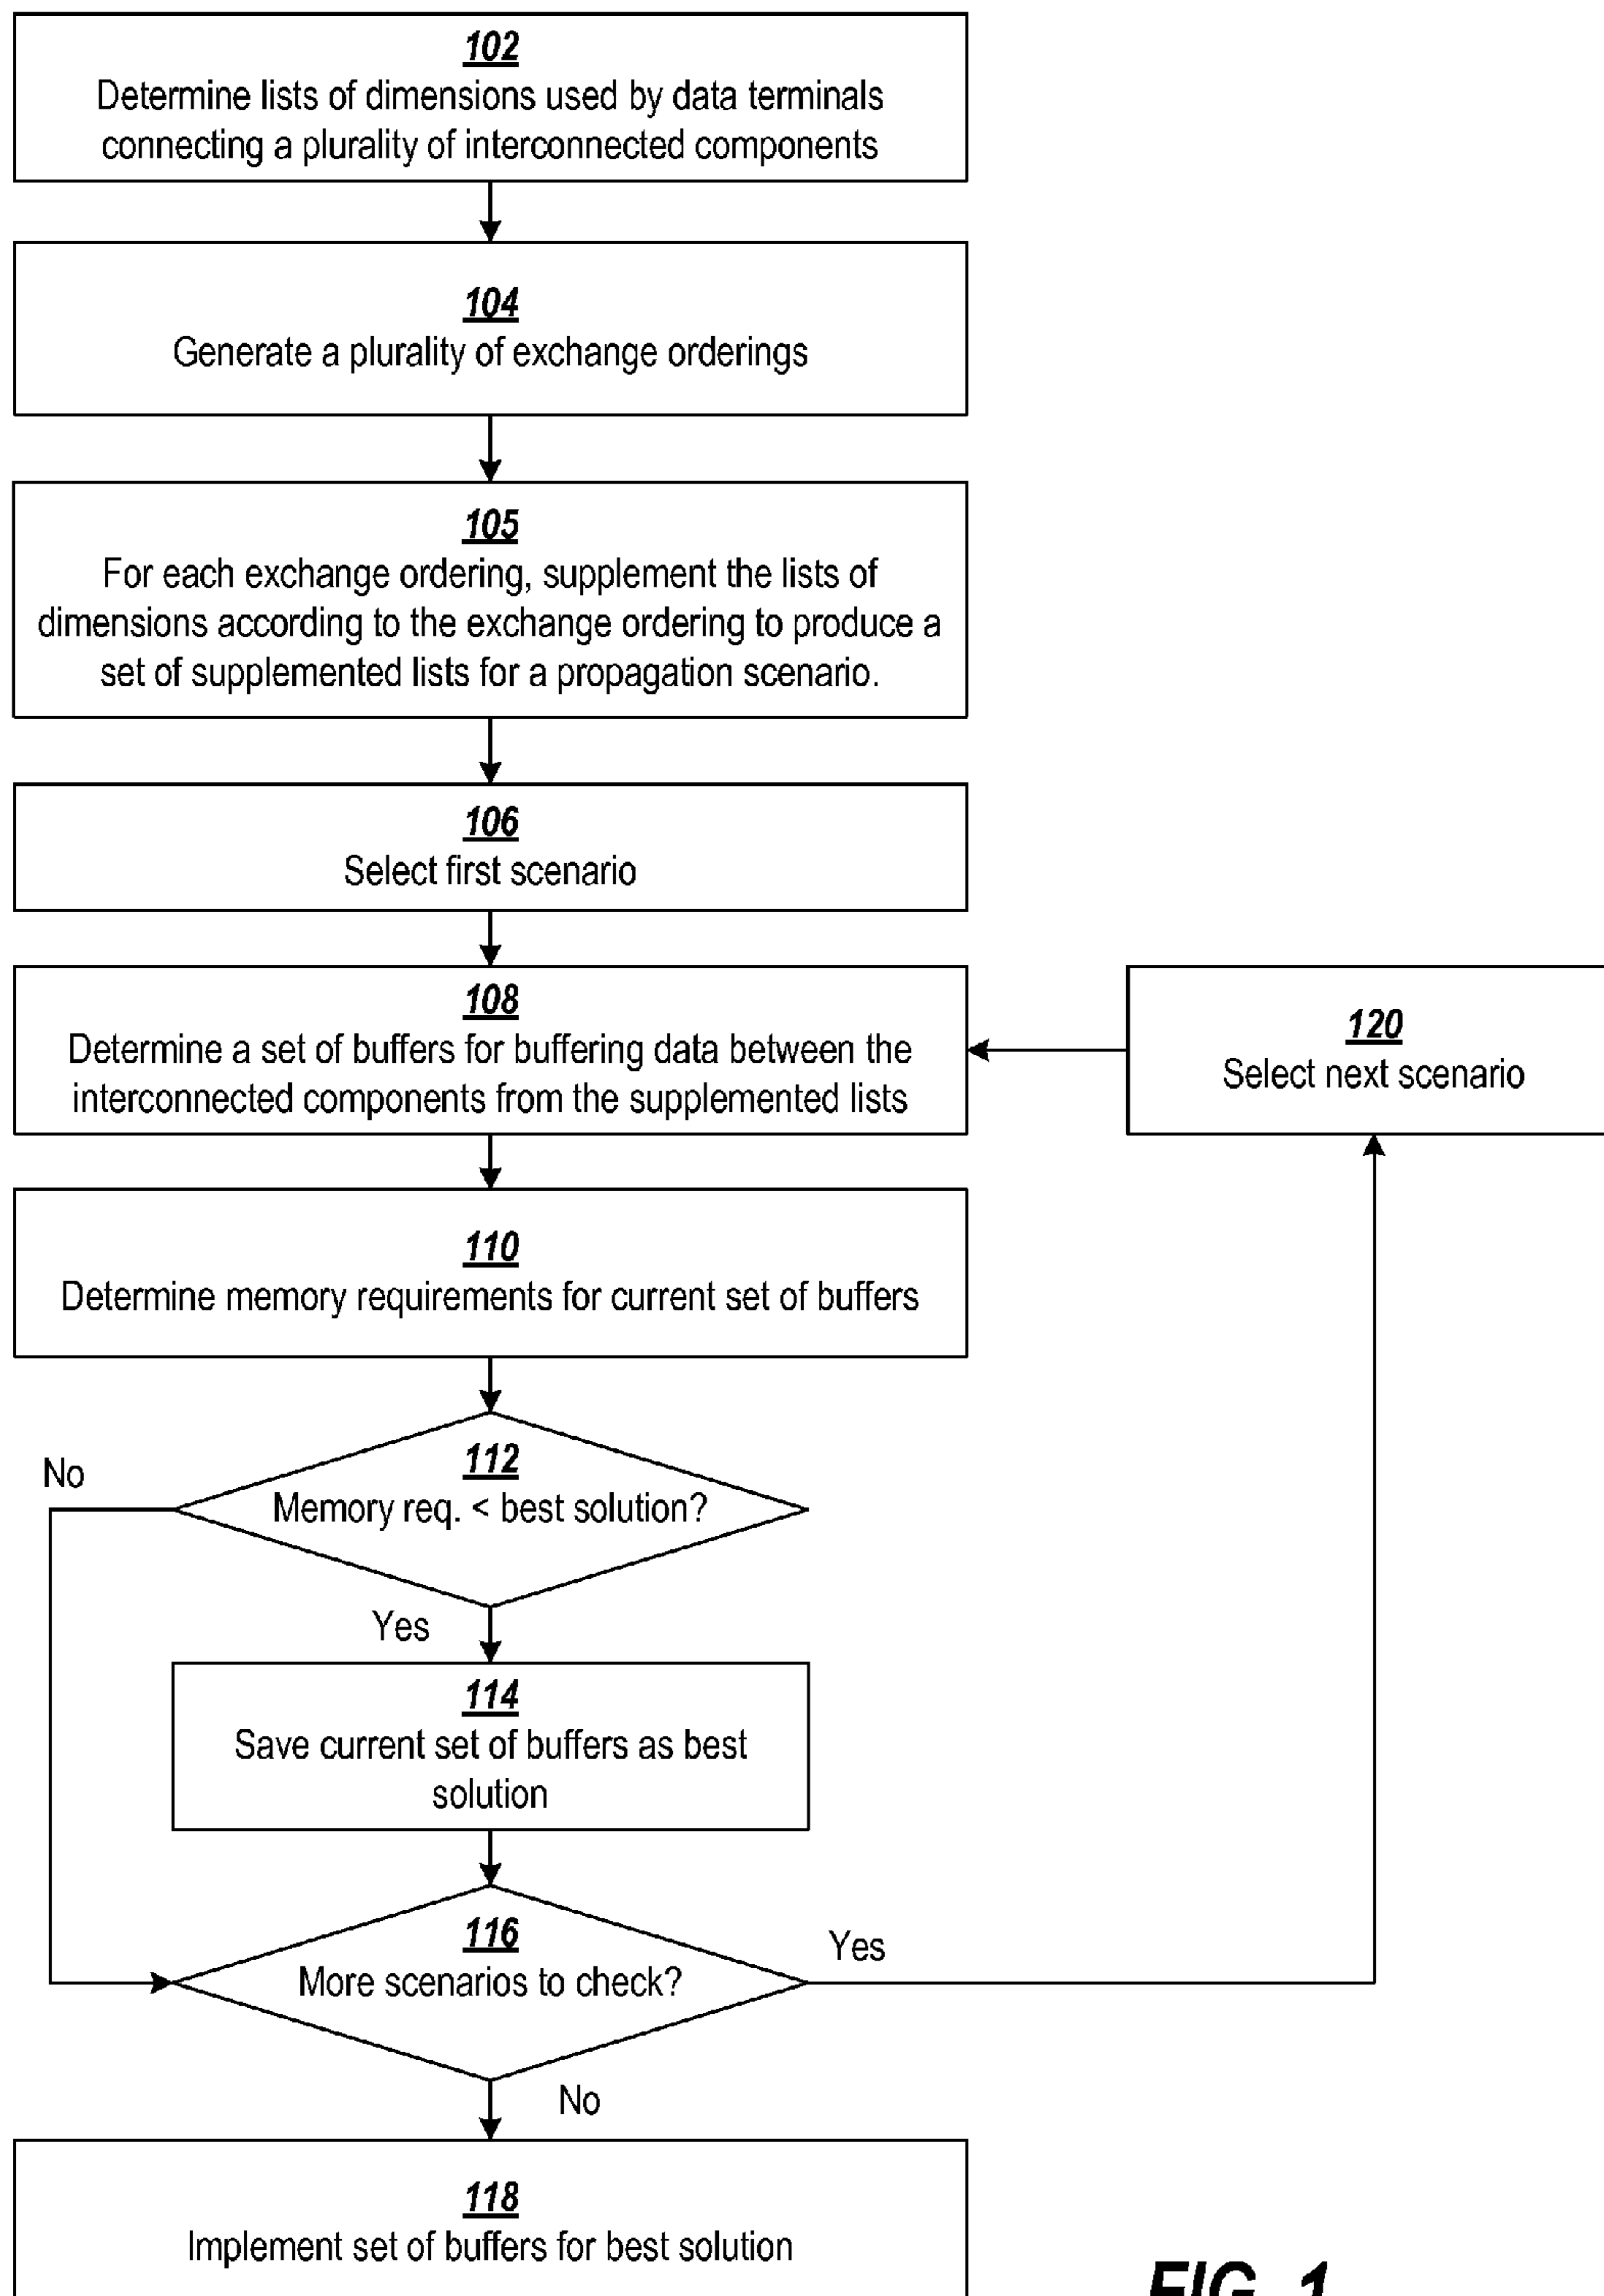 102
Determine lists of dimensions used by data terminals
connecting a plurality of interconnected components
104
Generate a plurality of exchange orderings
105
For each exchange ordering, supplement the lists of
dimensions according to the exchange ordering to produce a
set of supplemented lists for a propagation scenario.
106
Select first scenario
108
Determine a set of buffers for buffering data between the
interconnected components from the supplemented lists
120
Select next scenario
110
Determine memory requirements for current set of buffers
112
Memory req. < best solution?
No
Yes
114
Save current set of buffers as best
solution
116
More scenarios to check?
Yes
No
118
Implement set of buffers for best solution
FIG. 1